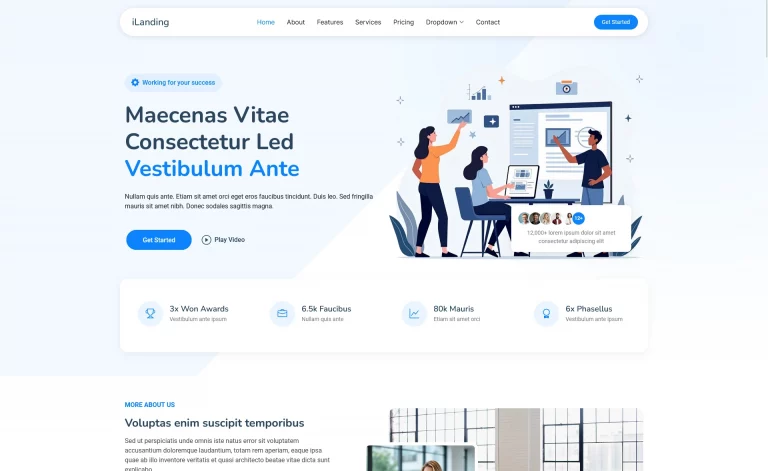 iLanding
Home About Features Services Pricing Dropdown Contact
Get Started
Working for your success
Maecenas Vitae
Consectetur Led
Vestibulum Ante
Nullam quis ante. Etiam sit amet orci eget eros faucibus tincidunt. Duis leo. Sed fringilla
mauris sit amet nibh. Donec sodales sagittis magna.
Get Started
Play Video
12+
12,000+ lorem ipsum dolor sit amet
consectetur adipiscing elit
3x Won Awards
Vestibulum ante ipsum
6.5k Faucibus
Nullam quis ante
80k Mauris
Etiam sit amet orci
6x Phasellus
Vestibulum ante ipsum
MORE ABOUT US
Voluptas enim suscipit temporibus
Sed ut perspiciatis unde omnis iste natus error sit voluptatem
accusantium doloremque laudantium, totam rem aperiam, eaque ipsa
quae ab illo inventore veritatis et quasi architecto beatae vitae dicta sunt
explicabo